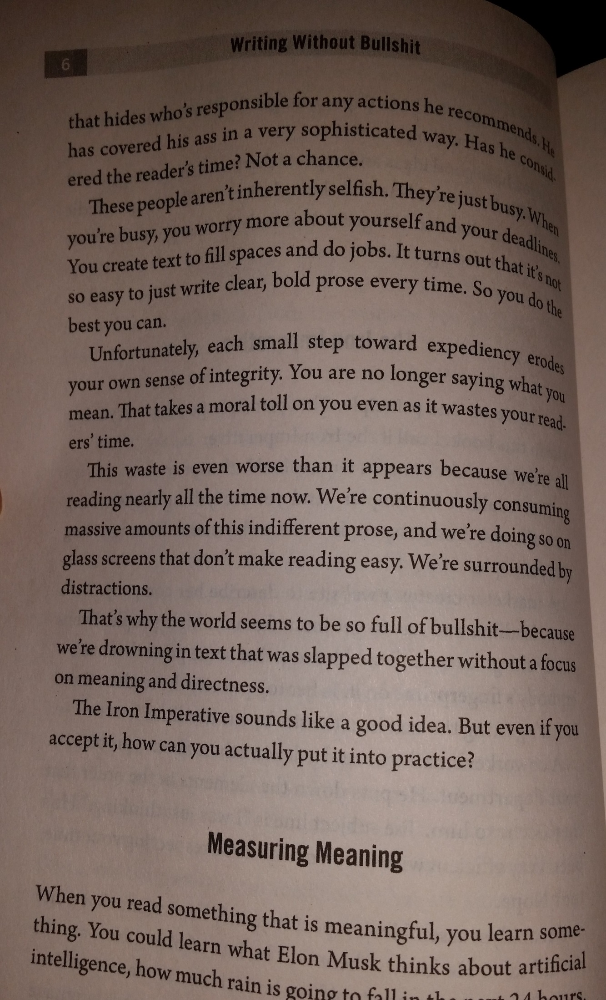 Writing Without Bullshit
6
that hides who's responsible for any actions he recommends. He
has covered his ass in a very sophisticated way. Has he consid-
ered the reader's time? Not a chance.
These people aren't inherently selfish. They're just busy. When
you're busy, you worry more about yourself and your deadlines.
You create text to fill spaces and do jobs. It turns out that it's not
so easy to just write clear, bold prose every time. So you do the
best you can.
Unfortunately, each small step toward expediency erodes
your own sense of integrity. You are no longer saying what you
mean. That takes a moral toll on you even as it wastes your read-
ers' time.
This waste is even worse than it appears because we're all
reading nearly all the time now. We're continuously consuming
massive amounts of this indifferent prose, and we're doing so on
glass screens that don't make reading easy. We're surrounded by
distractions.
That's why the world seems to be so full of bullshit—because
we're drowning in text that was slapped together without a focus
on meaning and directness.
The Iron Imperative sounds like a good idea. But even if you
accept it, how can you actually put it into practice?
Measuring Meaning
When you read something that is meaningful, you learn some-
thing. You could learn what Elon Musk thinks about artificial
intelligence, how much rain is going to fall in the next 24 hours,